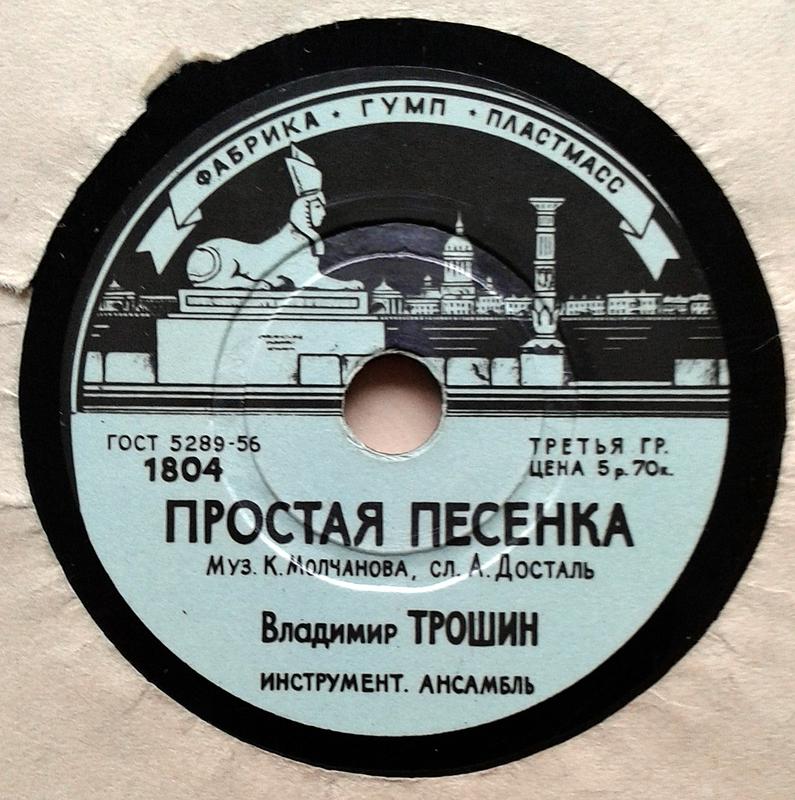 ФАБРИКА • ГУМП • ПЛАСТМАСС
ГОСТ 5289-56
1804
ТРЕТЬЯ ГР.
ЦЕНА 5 р. 70 к.
ПРОСТАЯ ПЕСЕНКА
Муз. К. Молчанова, сл. А. Досталь
Владимир ТРОШИН
ИНСТРУМЕНТ. АНСАМБЛЬ